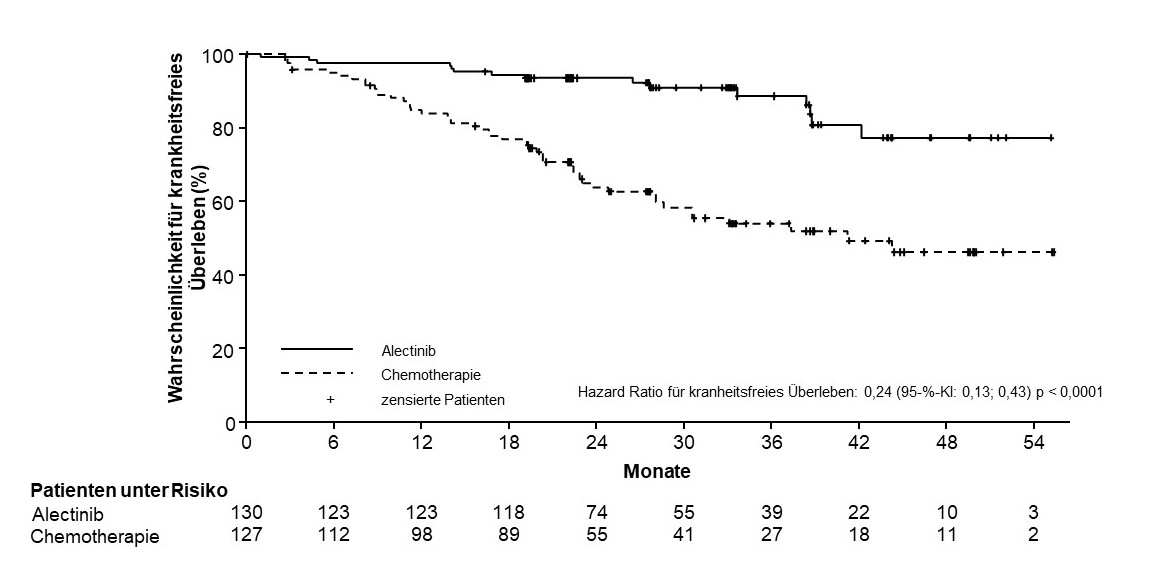 Wahrscheinlichkeit für krankheitsfreies
Überleben (%)
100
80
60
40
20
0
Alectinib
Chemotherapie
+ zensierte Patienten
Hazard Ratio für kranheitsfreies Überleben: 0,24 (95-%-KI: 0,13; 0,43) p < 0,0001
0 6 12 18 24 30 36 42 48 54
Monate
Patienten unter Risiko
Alectinib 130 123 123 118 74 55 39 22 10 3
Chemotherapie 127 112 98 89 55 41 27 18 11 2